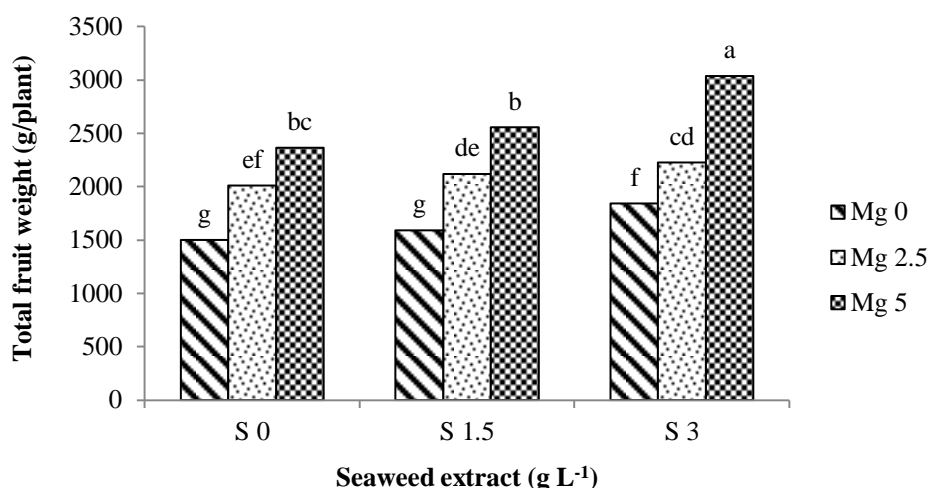 Total fruit weight (g/plant)
3500
3000
2500
2000
1500
1000
500
0
g
ef
bc
g
de
b
f
cd
a
S 0
S 1.5
S 3
Seaweed extract (g L-1)
Mg 0
Mg 2.5
Mg 5